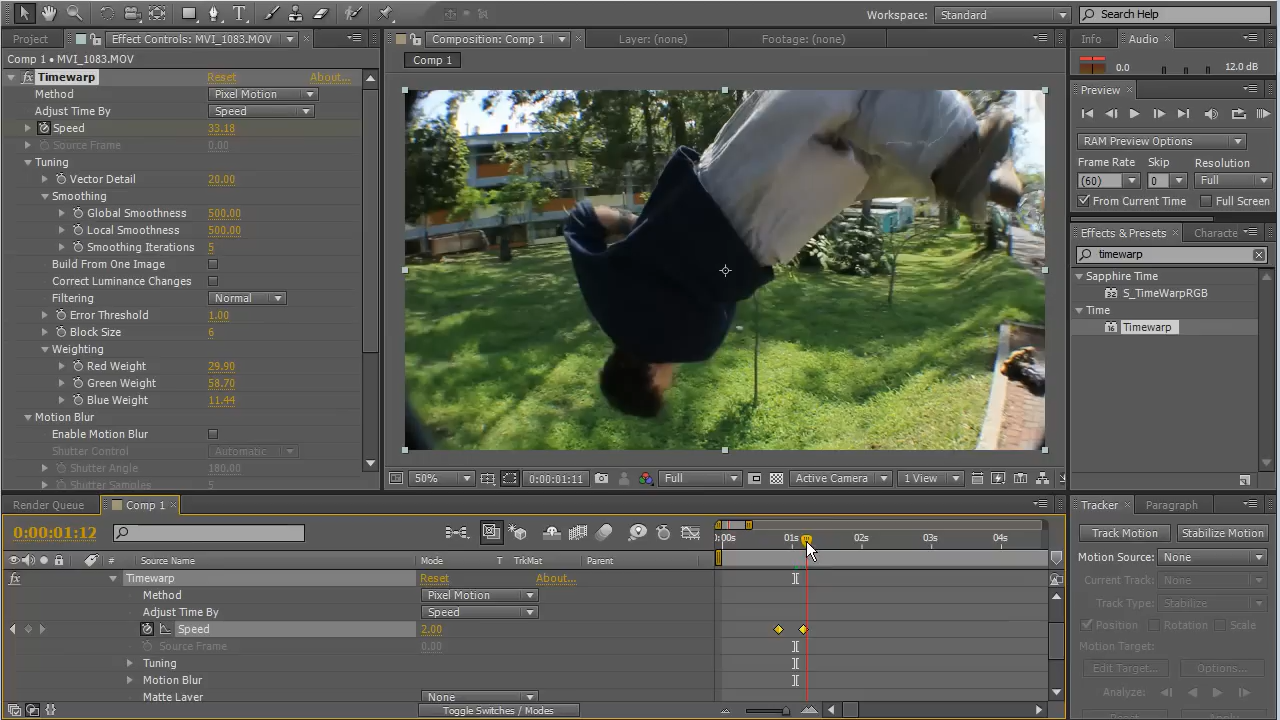 Workspace: Standard Search Help
Project Effect Controls: MVI_1083.MOV Composition: Comp 1 Layer: (none) Footage: (none) Info Audio
Comp 1 • MVI_1083.MOV
Comp 1
0.0 12.0 dB
fx Timewarp Reset About...
Method Pixel Motion
Adjust Time By Speed
Speed 33.18
Source Frame 0.00
Tuning
Vector Detail 20.00
Smoothing
Global Smoothness 500.00
Local Smoothness 500.00
Smoothing Iterations 5
Build From One Image
Correct Luminance Changes
Filtering Normal
Error Threshold 1.00
Block Size 6
Weighting
Red Weight 29.90
Green Weight 58.70
Blue Weight 11.44
Motion Blur
Enable Motion Blur
Shutter Control Automatic
Shutter Angle 180.00
Shutter Samples 5
50% 0:00:01:11 Full Active Camera 1 View
Preview
RAM Preview Options
Frame Rate Skip Resolution
(60) 0 Full
From Current Time Full Screen
Effects & Presets Characte
timewarp
Sapphire Time
32 S_TimeWarpRGB
Time
16 Timewarp
Render Queue Comp 1
0:00:01:12
:00s 01s 02s 03s 04s
# Source Name Mode T TrkMat Parent
fx Timewarp Reset About...
Method Pixel Motion
Adjust Time By Speed
Speed 2.00
Source Frame 0.00
Tuning
Motion Blur
Matte Layer None
Toggle Switches / Modes
Tracker Paragraph
Track Motion Stabilize Motion
Motion Source: None
Current Track: None
Track Type: Stabilize
Position Rotation Scale
Motion Target:
Edit Target... Options...
Analyze: